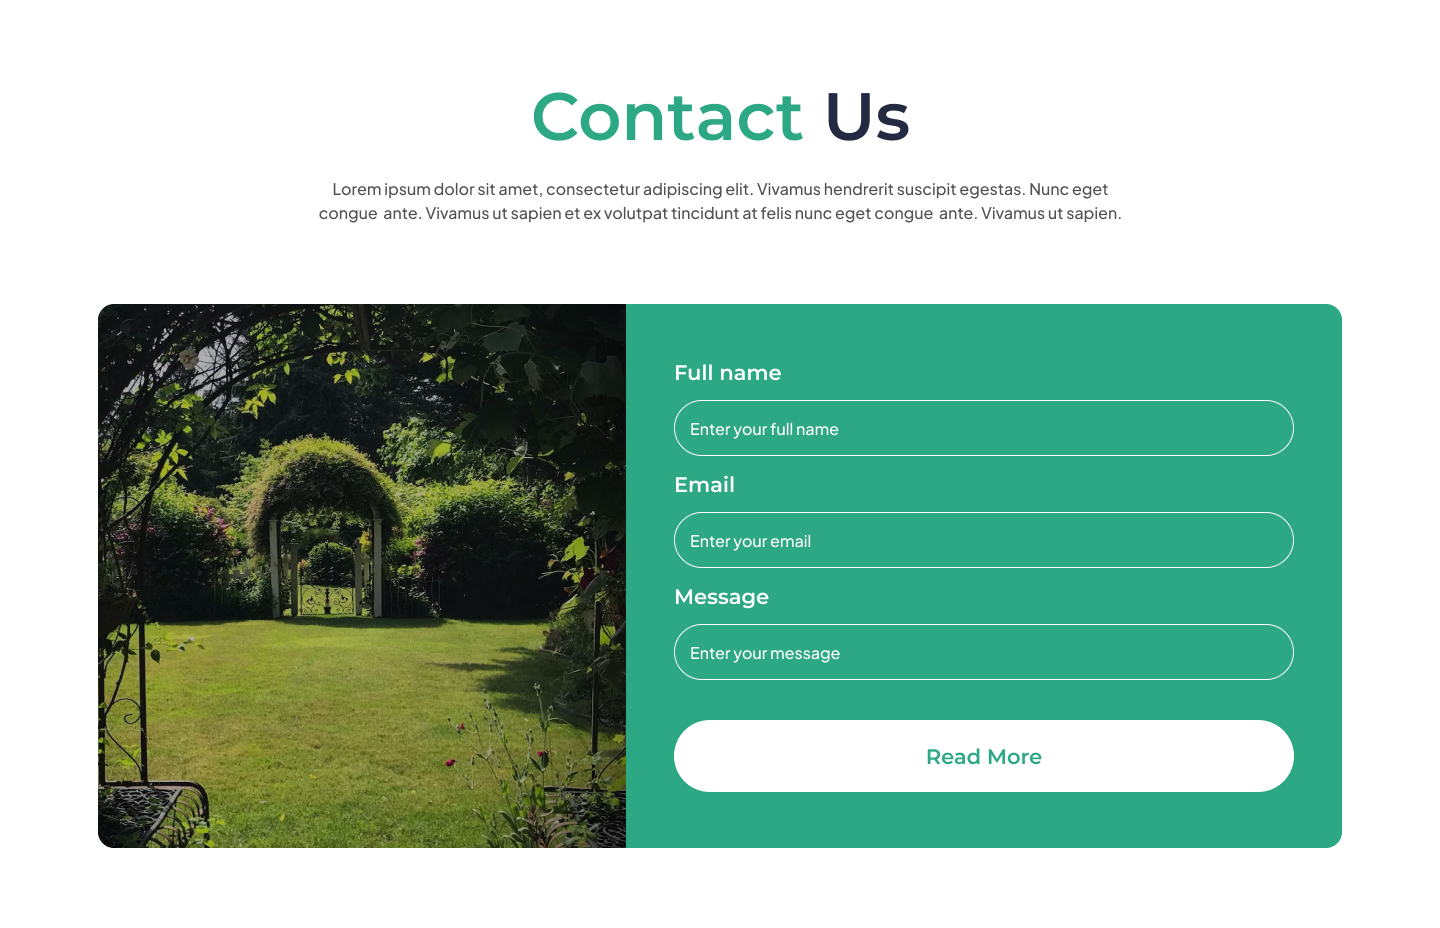 Contact Us
Lorem ipsum dolor sit amet, consectetur adipiscing elit. Vivamus hendrerit suscipit egestas. Nunc eget
congue  ante. Vivamus ut sapien et ex volutpat tincidunt at felis nunc eget congue  ante. Vivamus ut sapien.
Full name
Enter your full name
Email
Enter your email
Message
Enter your message
Read More